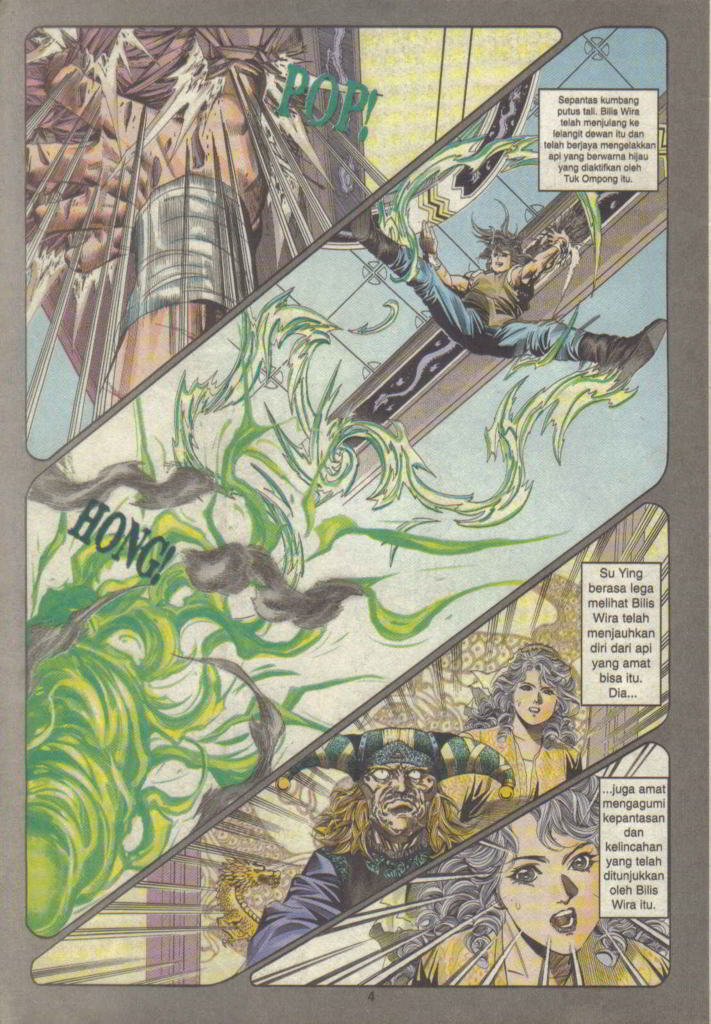 POP!
Sepantas kumbang
putus tali. Bilis Wira
telah menjulang ke
lelangit dewan itu dan
telah berjaya mengelakkan
api yang berwarna hijau
yang diaktifkan oleh
Tuk Ompong itu.
HONG!
Su Ying
berasa lega
melihat Bilis
Wira telah
menjauhkan
diri dari api
yang amat
bisa itu.
Dia...
...juga amat
mengagumi
kepantasan
dan
kelincahan
yang telah
ditunjukkan
oleh Bilis
Wira itu.
4